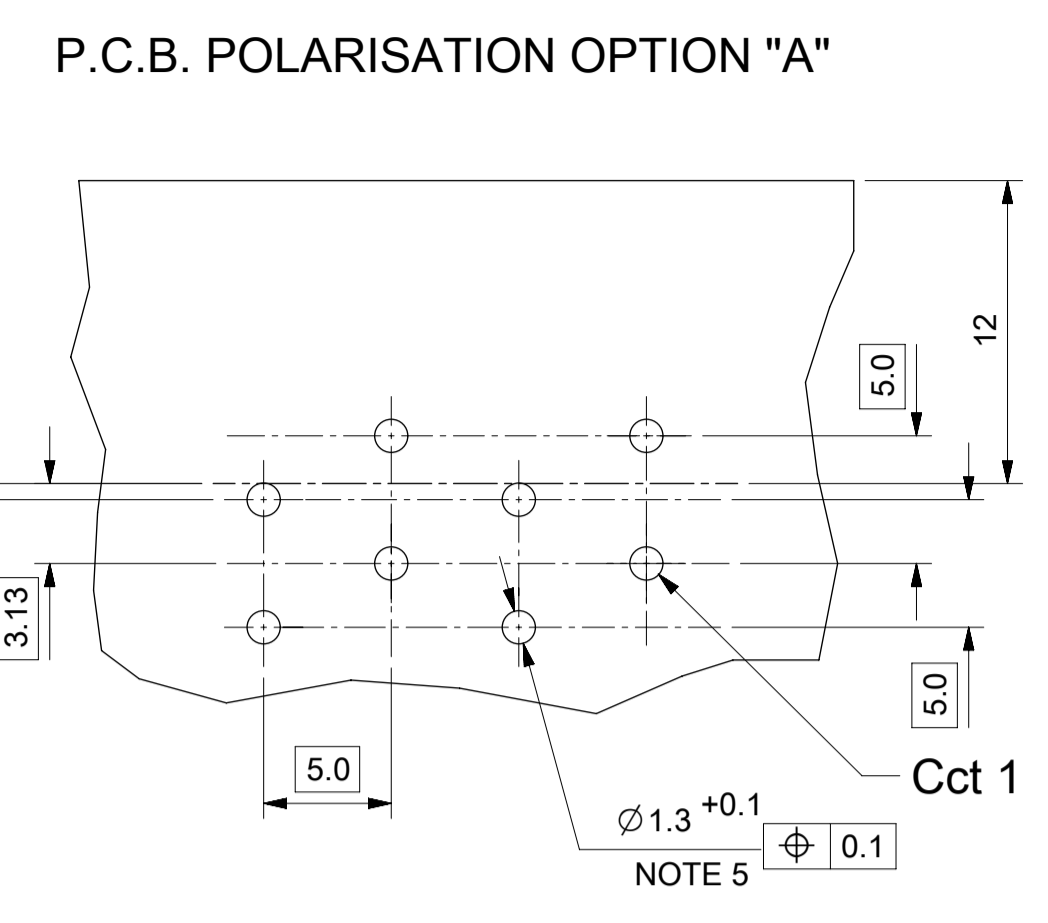 P.C.B. POLARISATION OPTION "A"
12
5.0
3.13
5.0
5.0
Cct 1
⌀1.3 +0.1
⌖ 0.1
NOTE 5